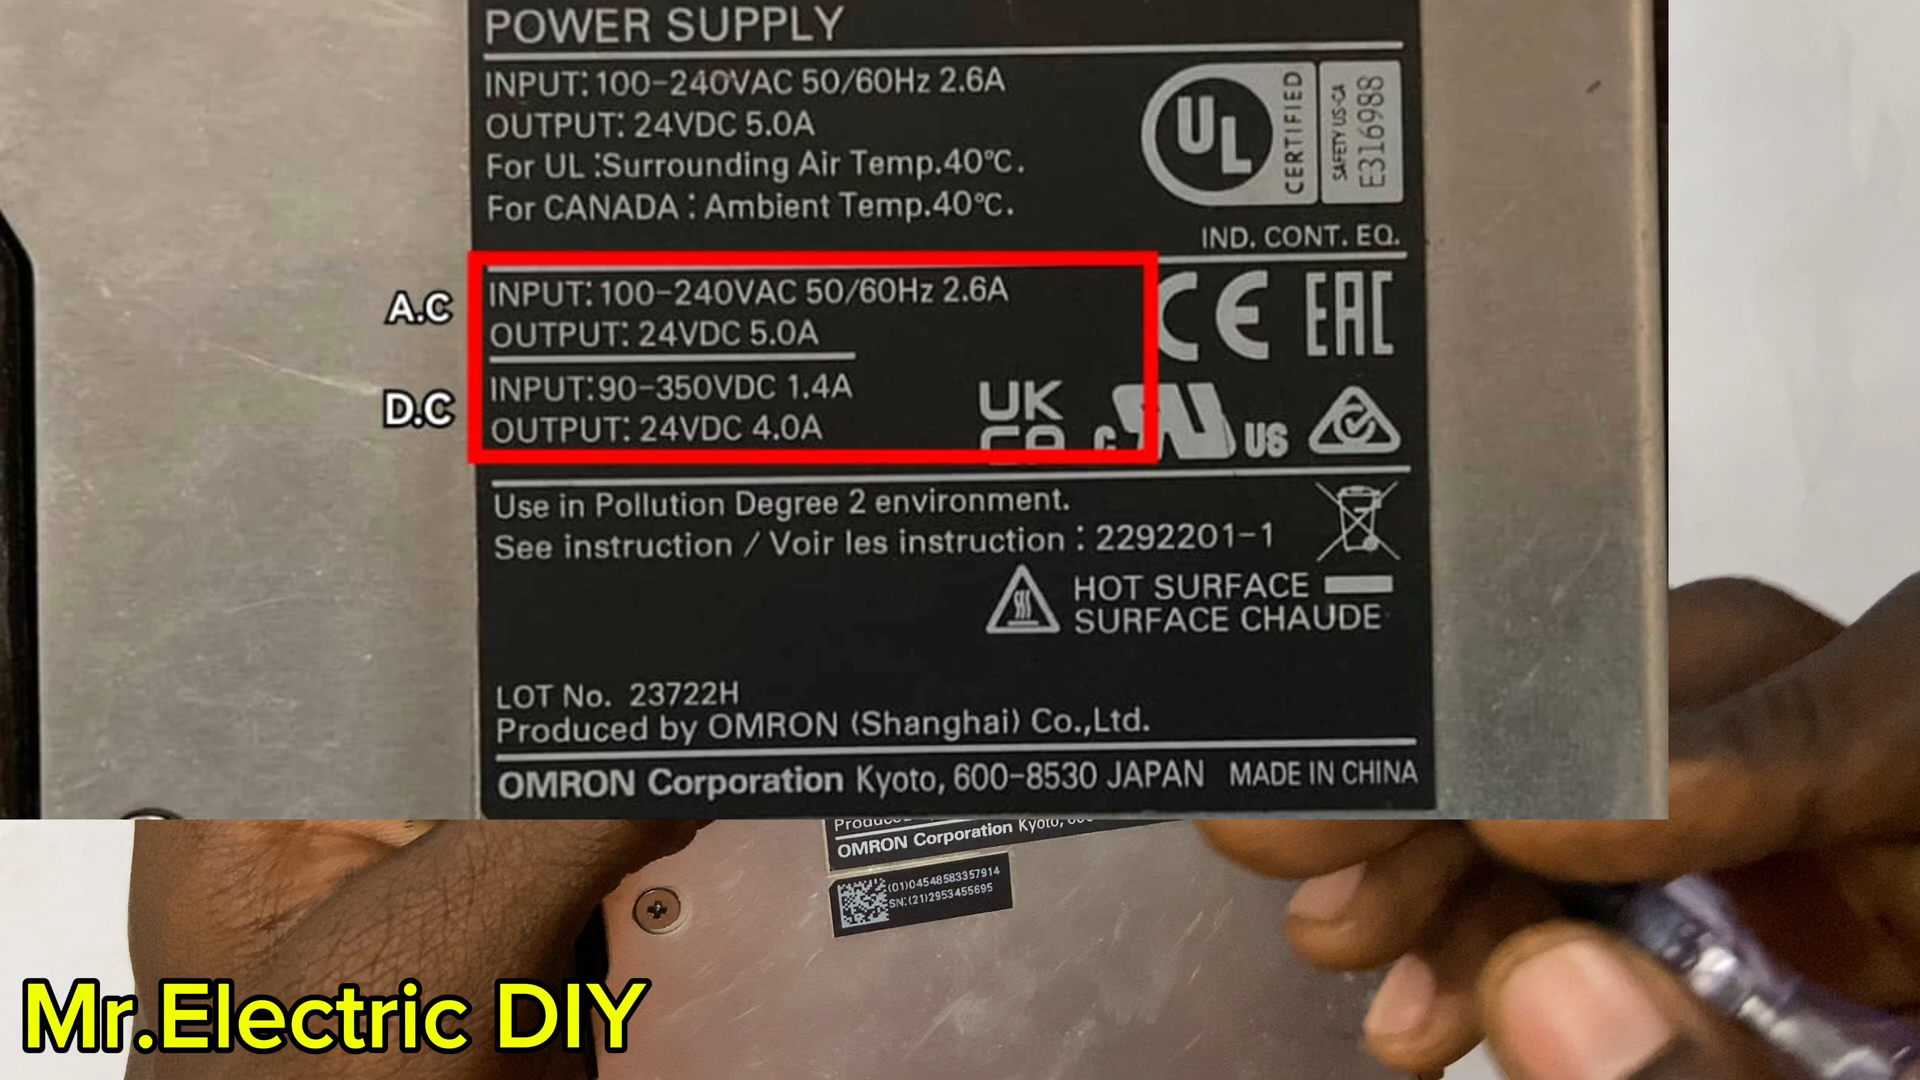 POWER SUPPLY
INPUT: 100-240VAC 50/60Hz 2.6A
OUTPUT: 24VDC 5.0A
For UL :Surrounding Air Temp.40℃.
For CANADA : Ambient Temp.40℃.
UL CERTIFIED
SAFETY US-CA
E316988
IND. CONT. EQ.
A.C
INPUT: 100-240VAC 50/60Hz 2.6A
OUTPUT: 24VDC 5.0A
CE EAC
D.C
INPUT:90-350VDC 1.4A
OUTPUT: 24VDC 4.0A
UK
CA
c US
Use in Pollution Degree 2 environment.
See instruction / Voir les instruction : 2292201-1
HOT SURFACE
SURFACE CHAUDE
LOT No. 23722H
Produced by OMRON (Shanghai) Co.,Ltd.
OMRON Corporation Kyoto, 600-8530 JAPAN MADE IN CHINA
OMRON Corporation Kyoto,
(01)04548583357914
SN:(21)2953455695
Mr.Electric DIY